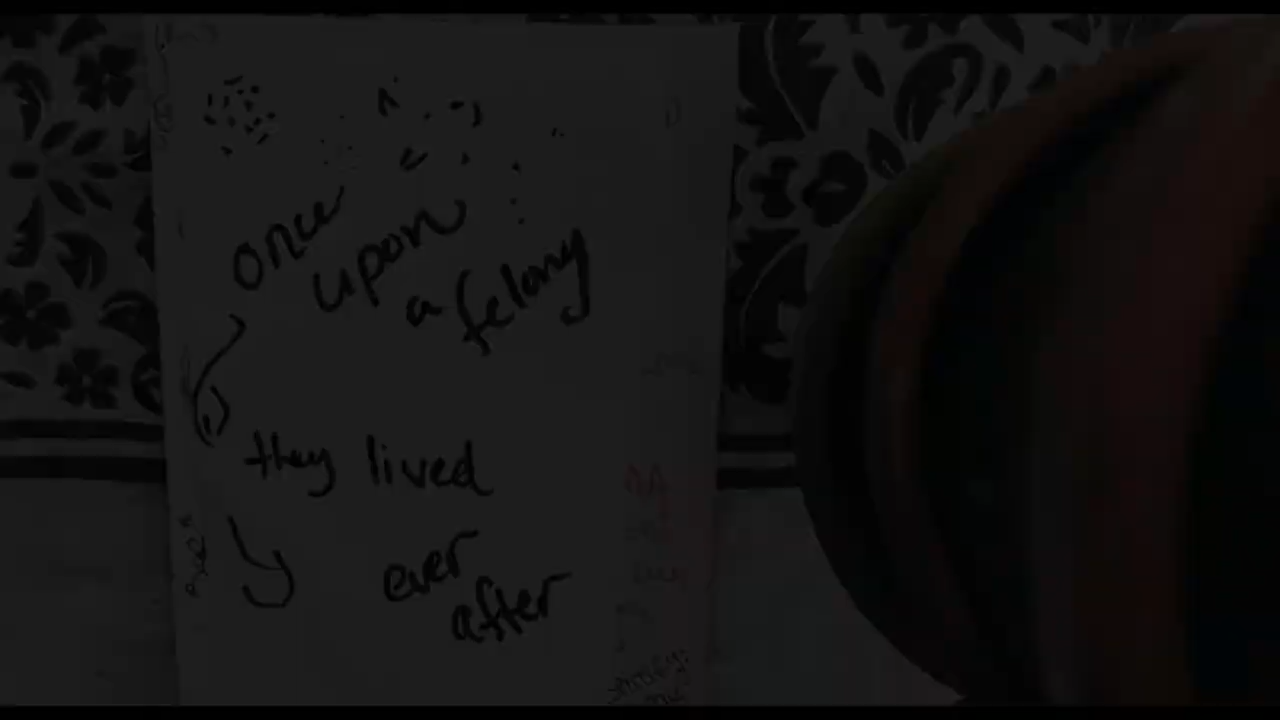 once
upon
a felony
they lived
ever
after